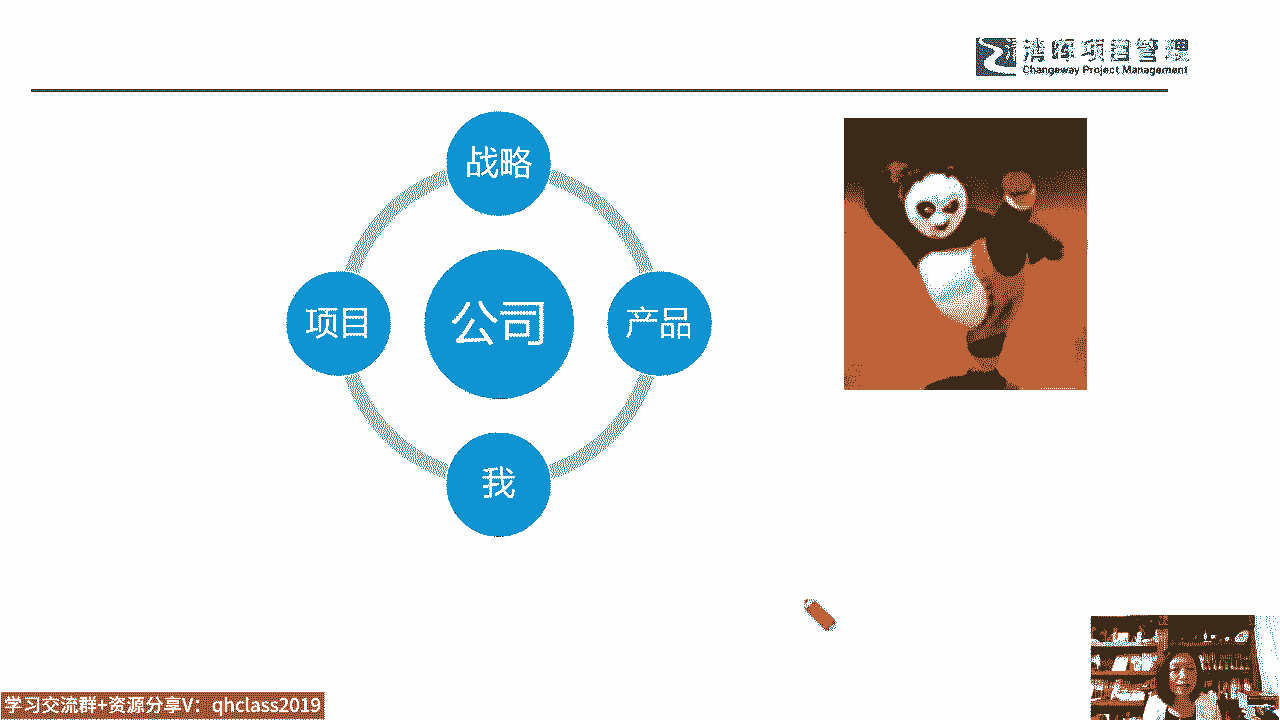 清晖项目管理
Changeway Project Management
战略
项目
公司
产品
我
学习交流群+资源分享V：qhclass2019